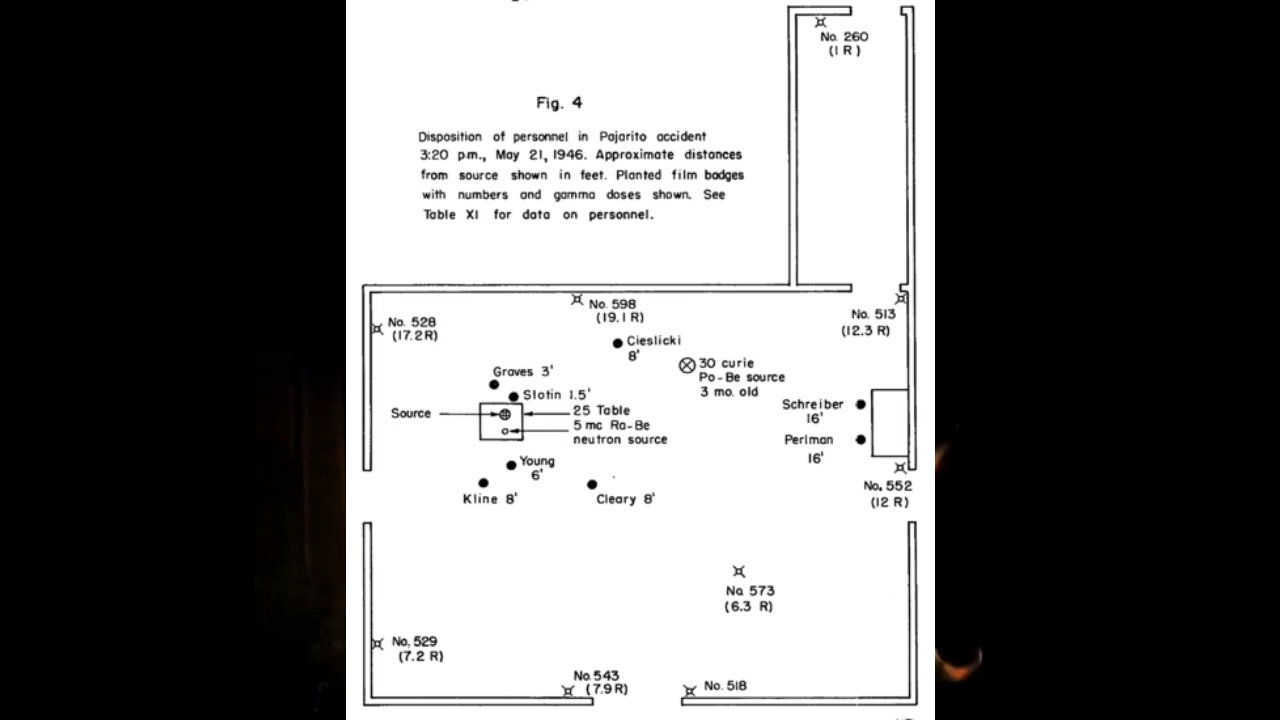 No. 260
(1 R)
Fig. 4
Disposition of personnel in Pajarito accident
3:20 p.m., May 21, 1946. Approximate distances
from source shown in feet. Planted film badges
with numbers and gamma doses shown. See
Table XI for data on personnel.
No. 598
(19.1 R)
No. 513
(12.3 R)
No. 528
(17.2 R)
Cieslicki
8'
30 curie
Po-Be source
3 mo. old
Graves 3'
Slotin 1.5'
Source
25 Table
5 mc Ra-Be
neutron source
Schreiber
16'
Perlman
16'
Young
6'
Kline 8'
Cleary 8'
No. 552
(12 R)
No. 573
(6.3 R)
No. 529
(7.2 R)
No. 543
(7.9 R)
No. 518